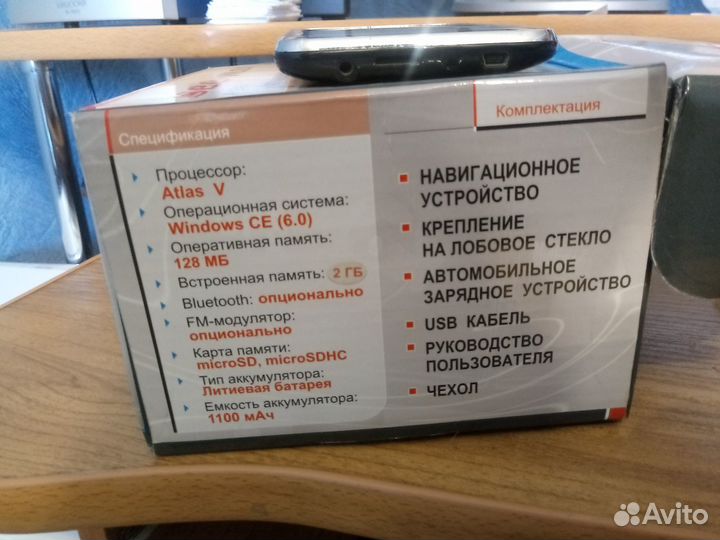 Спецификация
Процессор:
Atlas V
Операционная система:
Windows CE (6.0)
Оперативная память:
128 МБ
Встроенная память: 2 ГБ
Bluetooth: опционально
FM-модулятор:
опционально
Карта памяти:
microSD, microSDHC
Тип аккумулятора:
Литиевая батарея
Емкость аккумулятора:
1100 мАч
Комплектация
НАВИГАЦИОННОЕ
УСТРОЙСТВО
КРЕПЛЕНИЕ
НА ЛОБОВОЕ СТЕКЛО
АВТОМОБИЛЬНОЕ
ЗАРЯДНОЕ УСТРОЙСТВО
USB КАБЕЛЬ
РУКОВОДСТВО
ПОЛЬЗОВАТЕЛЯ
ЧЕХОЛ
Avito